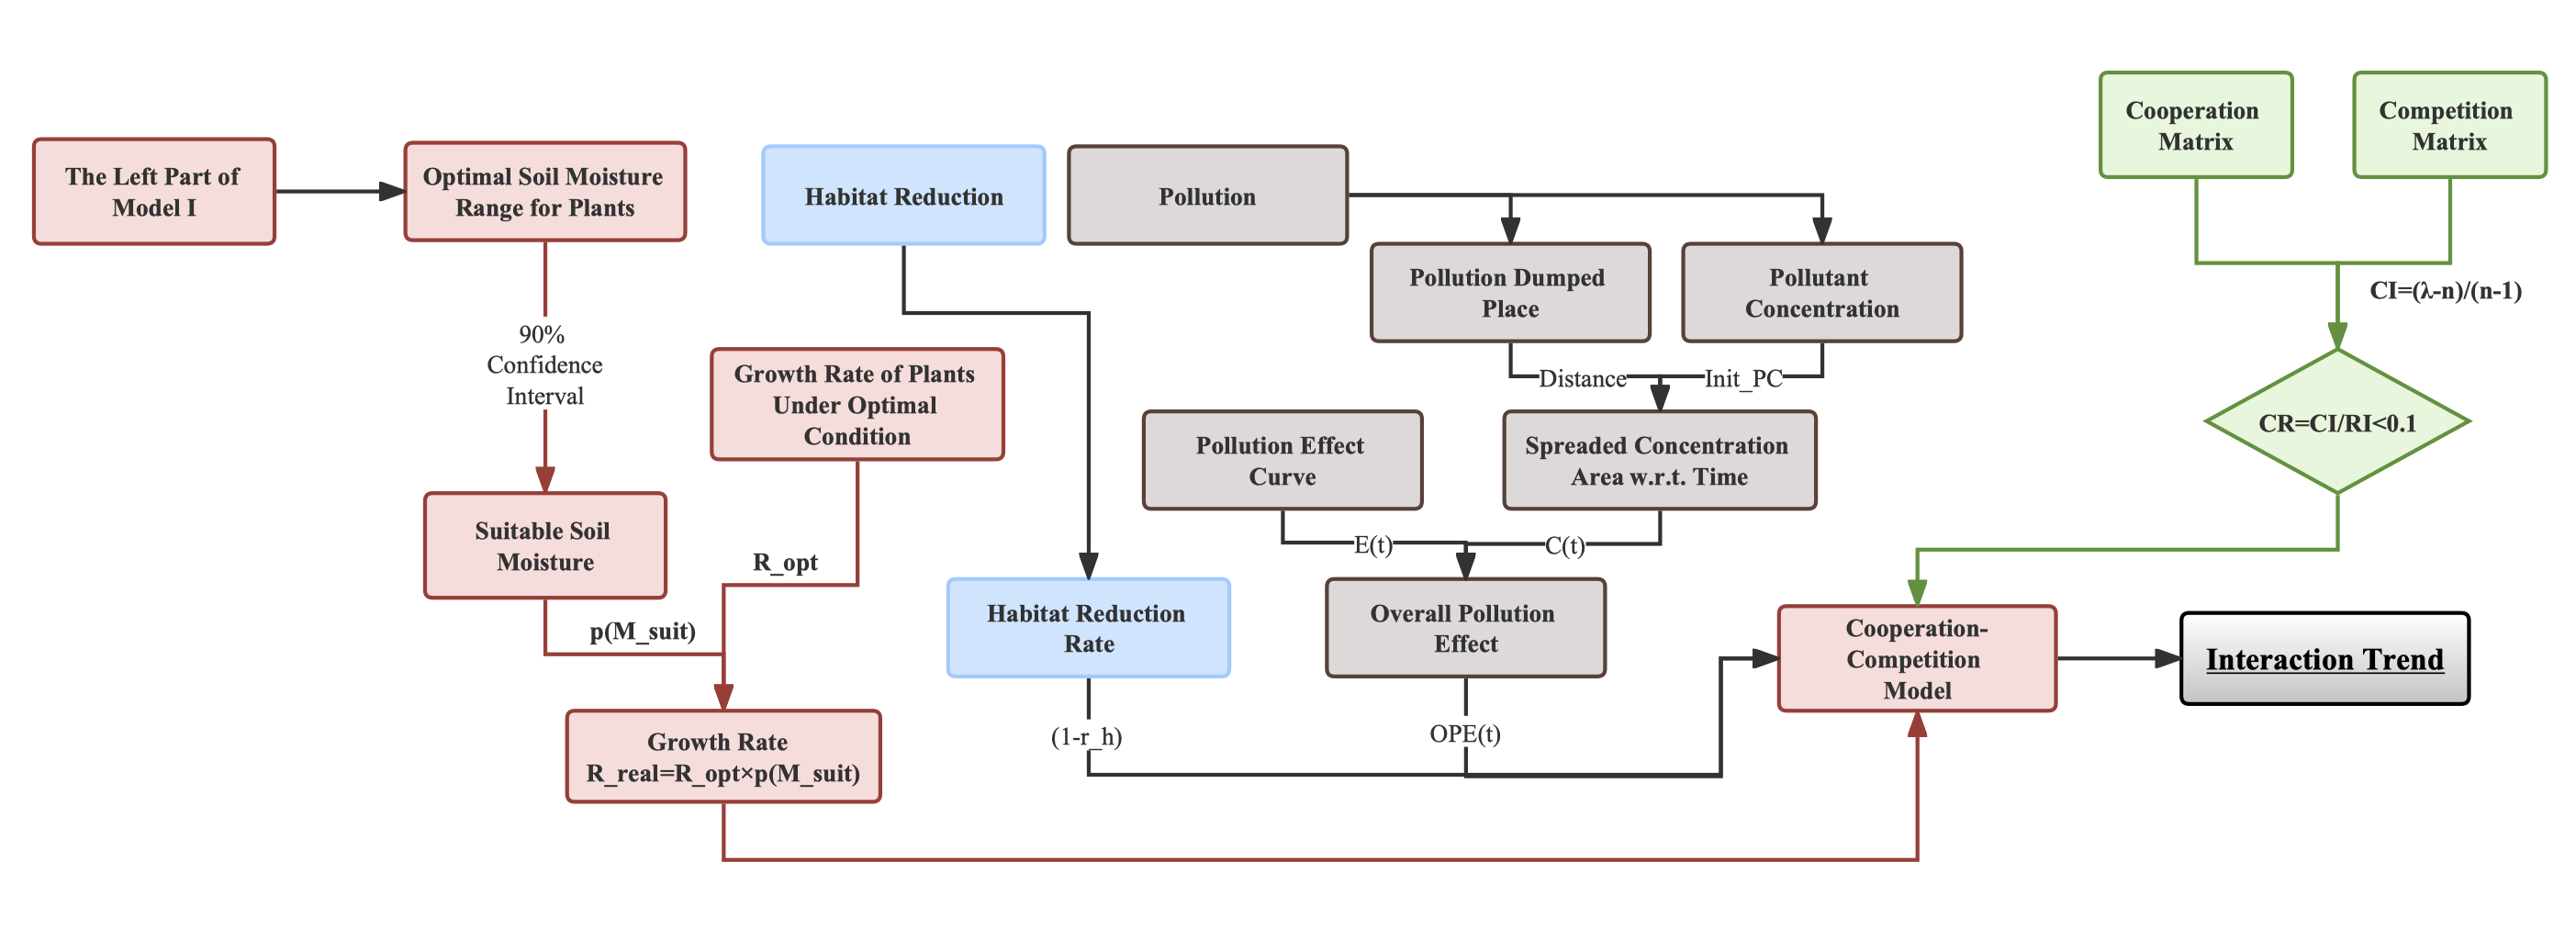 The Left Part of
Model I
Optimal Soil Moisture
Range for Plants
90%
Confidence
Interval
Suitable Soil
Moisture
p(M_suit)
Growth Rate of Plants
Under Optimal
Condition
R_opt
Growth Rate
R_real=R_opt×p(M_suit)
Habitat Reduction
Habitat Reduction
Rate
(1-r_h)
Pollution
Pollution Dumped
Place
Pollutant
Concentration
Distance
Init_PC
Pollution Effect
Curve
Spreaded Concentration
Area w.r.t. Time
E(t)
C(t)
Overall Pollution
Effect
OPE(t)
Cooperation
Matrix
Competition
Matrix
CI=(λ-n)/(n-1)
CR=CI/RI<0.1
Cooperation-
Competition
Model
Interaction Trend